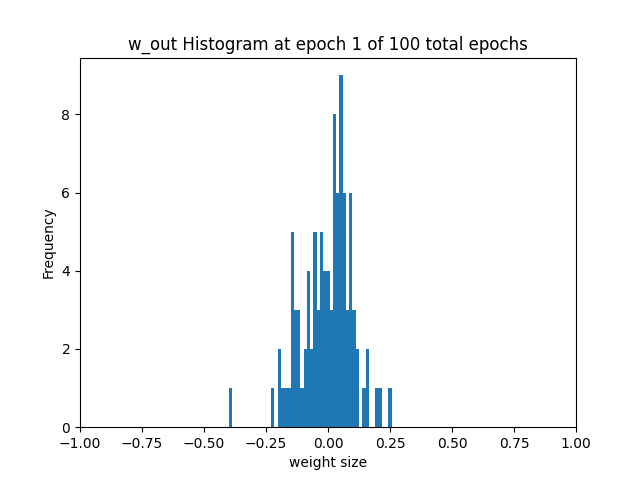 w_out Histogram at epoch 1 of 100 total epochs
Frequency
8
6
4
2
0
−1.00 −0.75 −0.50 −0.25 0.00 0.25 0.50 0.75 1.00
weight size